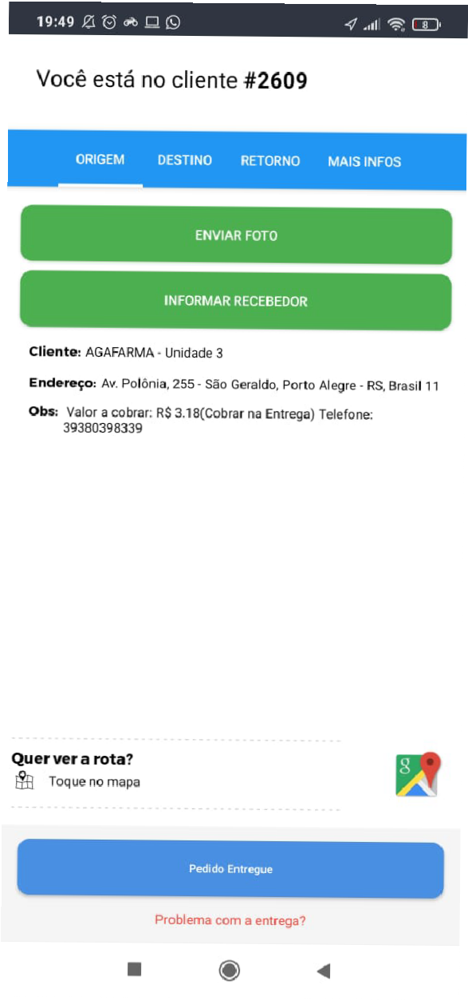 19:49
8
Você está no cliente #2609
ORIGEM DESTINO RETORNO MAIS INFOS
ENVIAR FOTO
INFORMAR RECEBEDOR
Cliente: AGAFARMA - Unidade 3
Endereço: Av. Polônia, 255 - São Geraldo, Porto Alegre - RS, Brasil 11
Obs: Valor a cobrar: R$ 3.18(Cobrar na Entrega) Telefone:
39380398339
Quer ver a rota?
Toque no mapa
g
Pedido Entregue
Problema com a entrega?